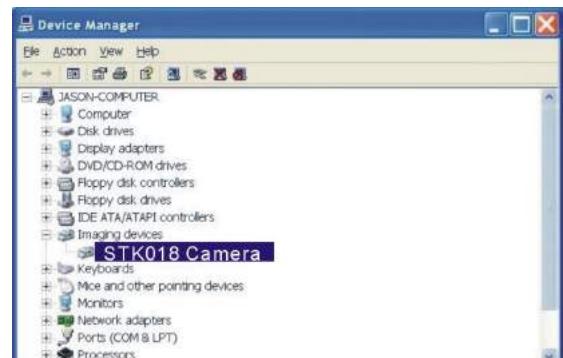 Device Manager
File Action View Help
JASON-COMPUTER
Computer
Disk drives
Display adapters
DVD/CD-ROM drives
Floppy disk controllers
Floppy disk drives
IDE ATA/ATAPI controllers
Imaging devices
STK018 Camera
Keyboards
Mice and other pointing devices
Monitors
Network adapters
Ports (COM & LPT)
Processors